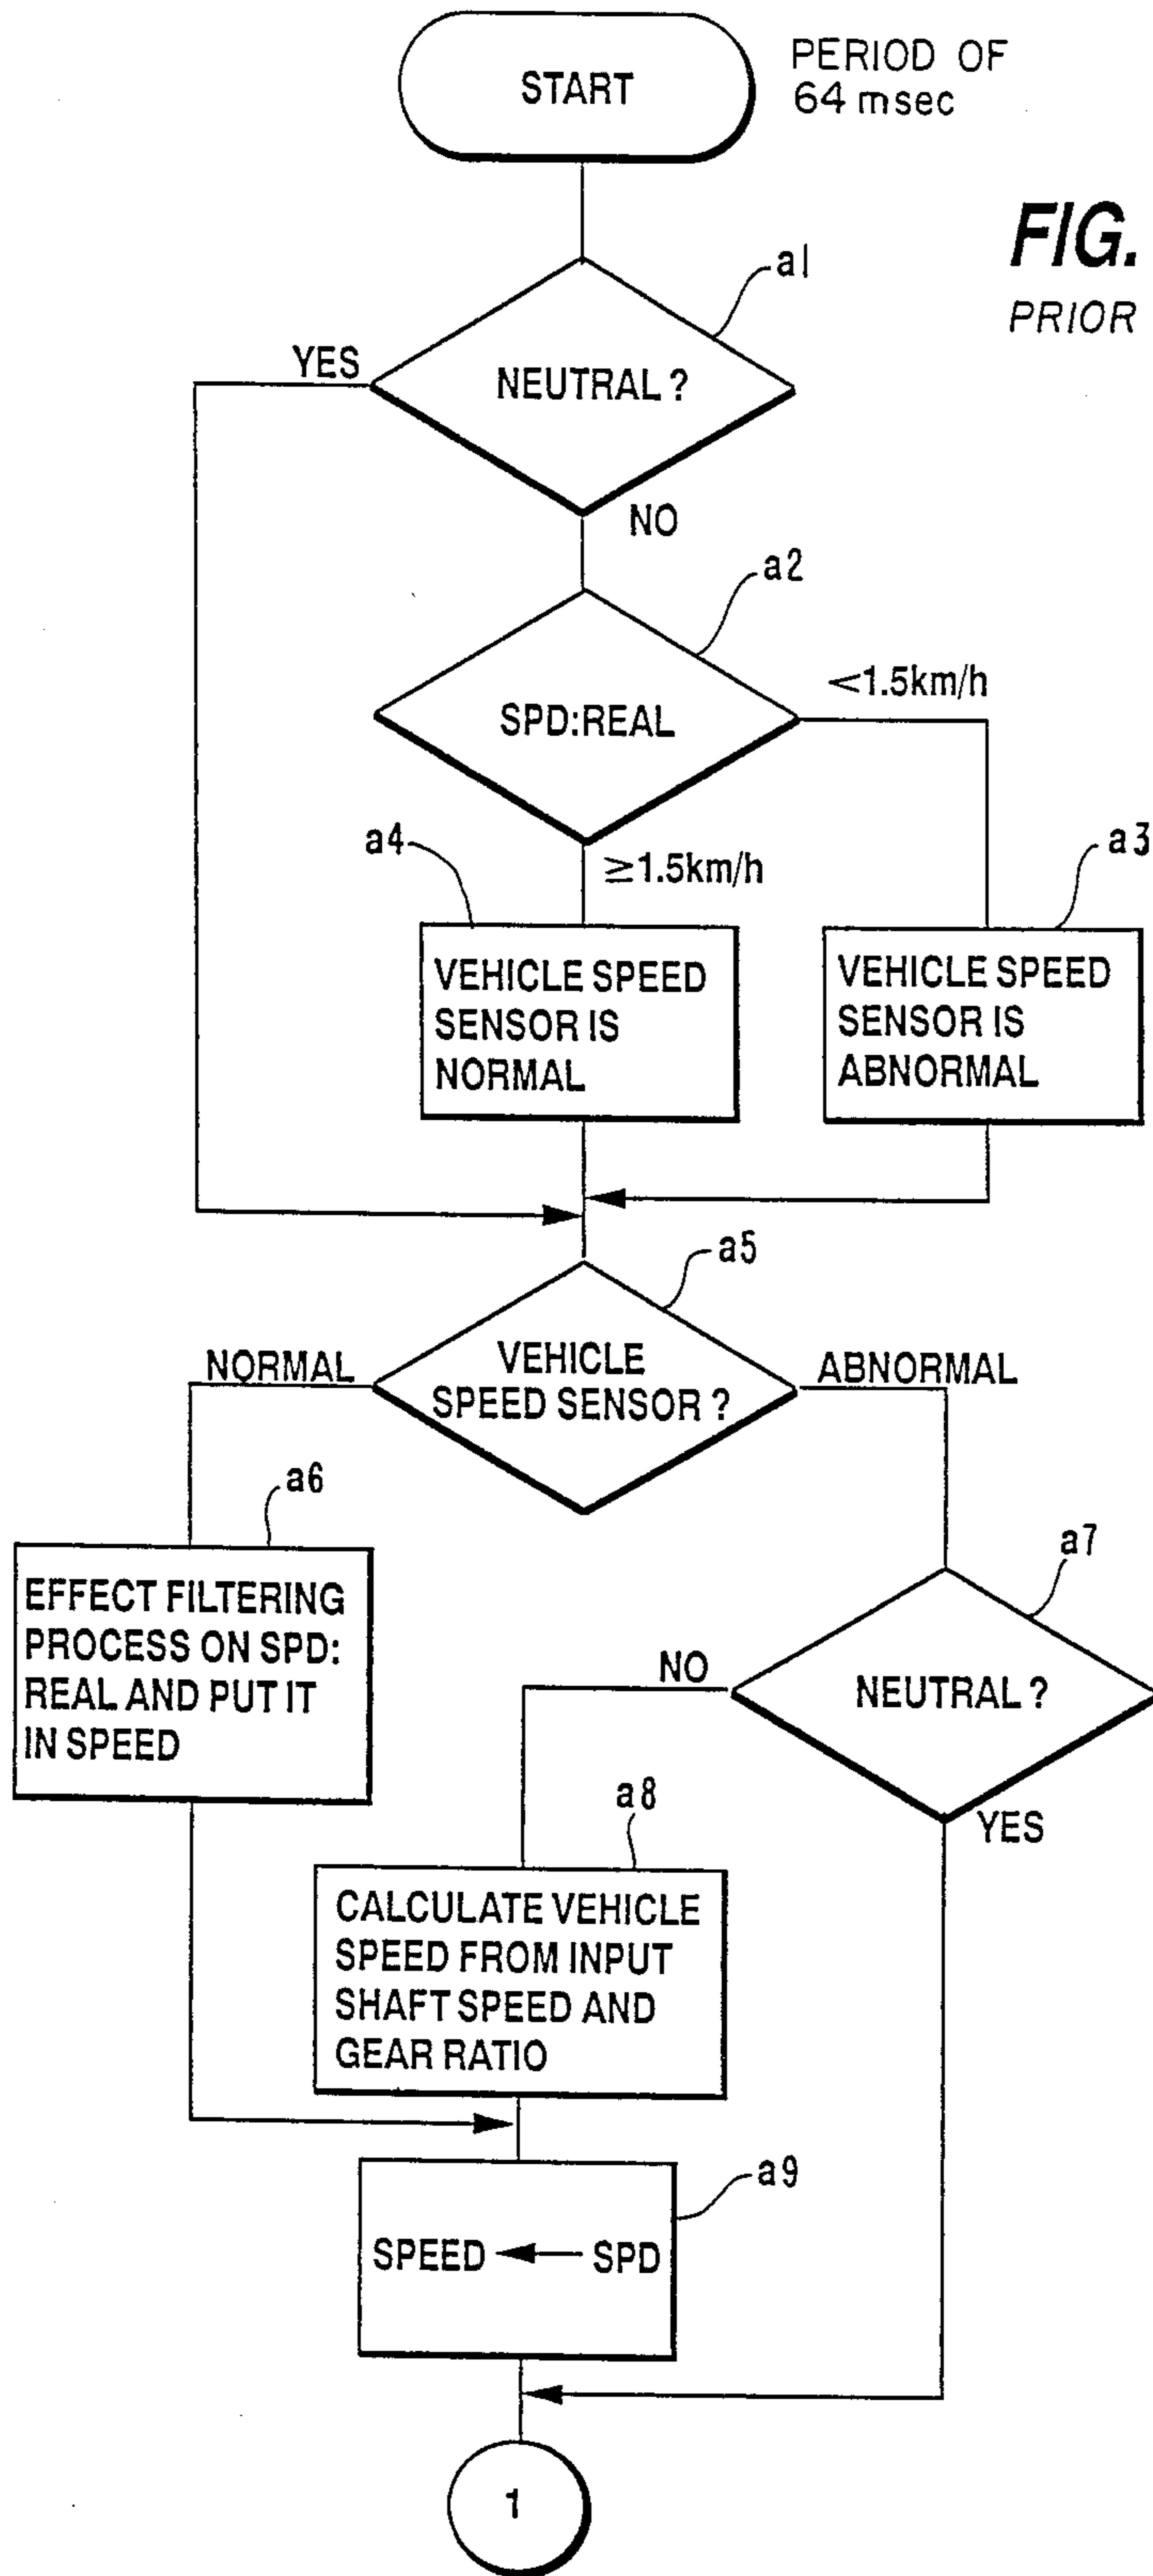 START
PERIOD OF
64 msec
FIG.
PRIOR
a1
YES
NEUTRAL ?
NO
a2
<1.5km/h
SPD:REAL
a4
≥1.5km/h
a3
VEHICLE SPEED
SENSOR IS
NORMAL
VEHICLE SPEED
SENSOR IS
ABNORMAL
a5
NORMAL
VEHICLE
SPEED SENSOR ?
ABNORMAL
a6
EFFECT FILTERING
PROCESS ON SPD:
REAL AND PUT IT
IN SPEED
a7
NO
NEUTRAL ?
YES
a8
CALCULATE VEHICLE
SPEED FROM INPUT
SHAFT SPEED AND
GEAR RATIO
a9
SPEED ← SPD
1